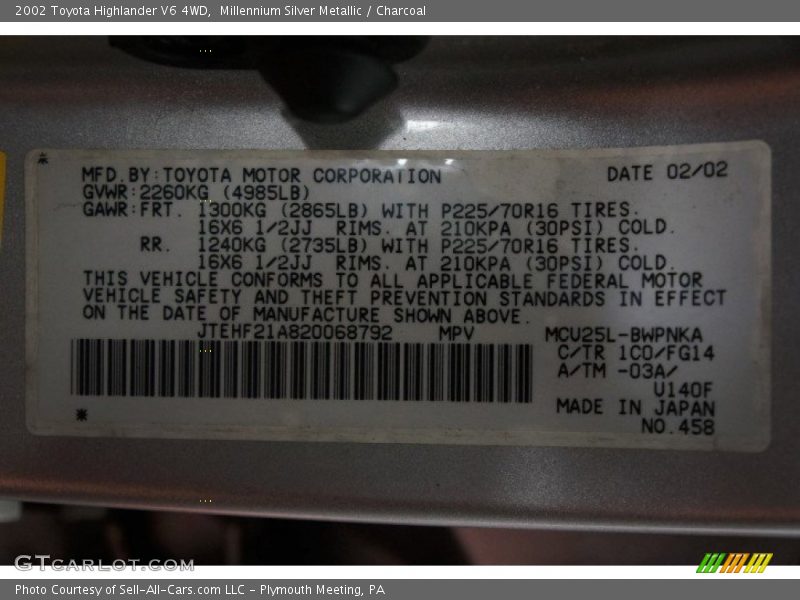 2002 Toyota Highlander V6 4WD,  Millennium Silver Metallic / Charcoal
MFD.BY:TOYOTA MOTOR CORPORATION DATE 02/02
GVWR:2260KG (4985LB)
GAWR:FRT. 1300KG (2865LB) WITH P225/70R16 TIRES.
16X6 1/2JJ RIMS. AT 210KPA (30PSI) COLD.
RR. 1240KG (2735LB) WITH P225/70R16 TIRES.
16X6 1/2JJ RIMS. AT 210KPA (30PSI) COLD.
THIS VEHICLE CONFORMS TO ALL APPLICABLE FEDERAL MOTOR
VEHICLE SAFETY AND THEFT PREVENTION STANDARDS IN EFFECT
ON THE DATE OF MANUFACTURE SHOWN ABOVE.
JTEHF21A820068792 MPV MCU25L-BWPNKA
C/TR 1C0/FG14
A/TM -03A/
U140F
MADE IN JAPAN
NO.458
GTcarlot.com
Photo Courtesy of Sell-All-Cars.com LLC - Plymouth Meeting, PA